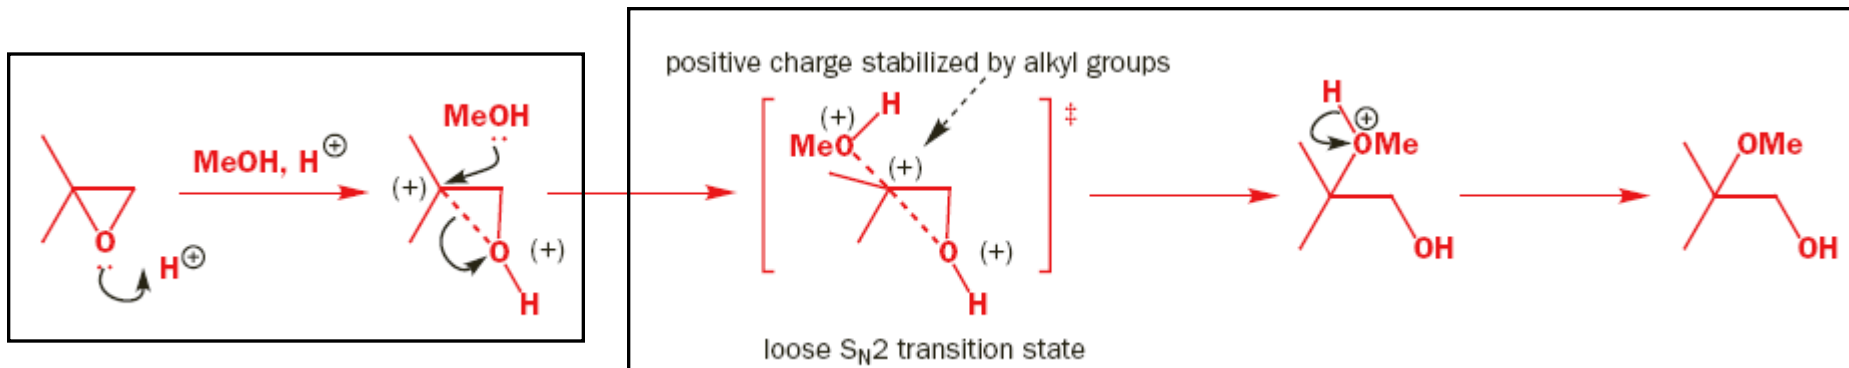 positive charge stabilized by alkyl groups
MeOH, H⊕
O
H⊕
MeOH
(+)
O (+)
H
(+) H
MeO
(+)
O (+)
H
‡
loose SN2 transition state
H
⊕
OMe
OH
OMe
OH